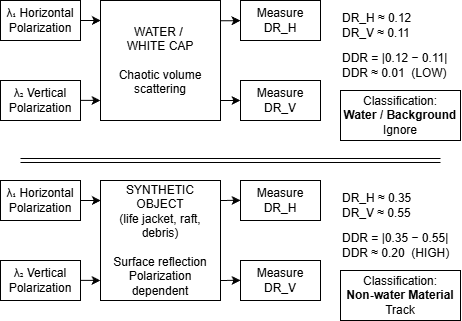 λ₁ Horizontal
Polarization
WATER /
WHITE CAP
Chaotic volume
scattering
Measure
DR_H
DR_H ≈ 0.12
DR_V ≈ 0.11
DDR = |0.12 − 0.11|
DDR ≈ 0.01 (LOW)
λ₂ Vertical
Polarization
Measure
DR_V
Classification:
Water / Background
Ignore
λ₁ Horizontal
Polarization
SYNTHETIC
OBJECT
(life jacket, raft,
debris)
Surface reflection
Polarization
dependent
Measure
DR_H
DR_H ≈ 0.35
DR_V ≈ 0.55
DDR = |0.35 − 0.55|
DDR ≈ 0.20 (HIGH)
λ₂ Vertical
Polarization
Measure
DR_V
Classification:
Non-water Material
Track